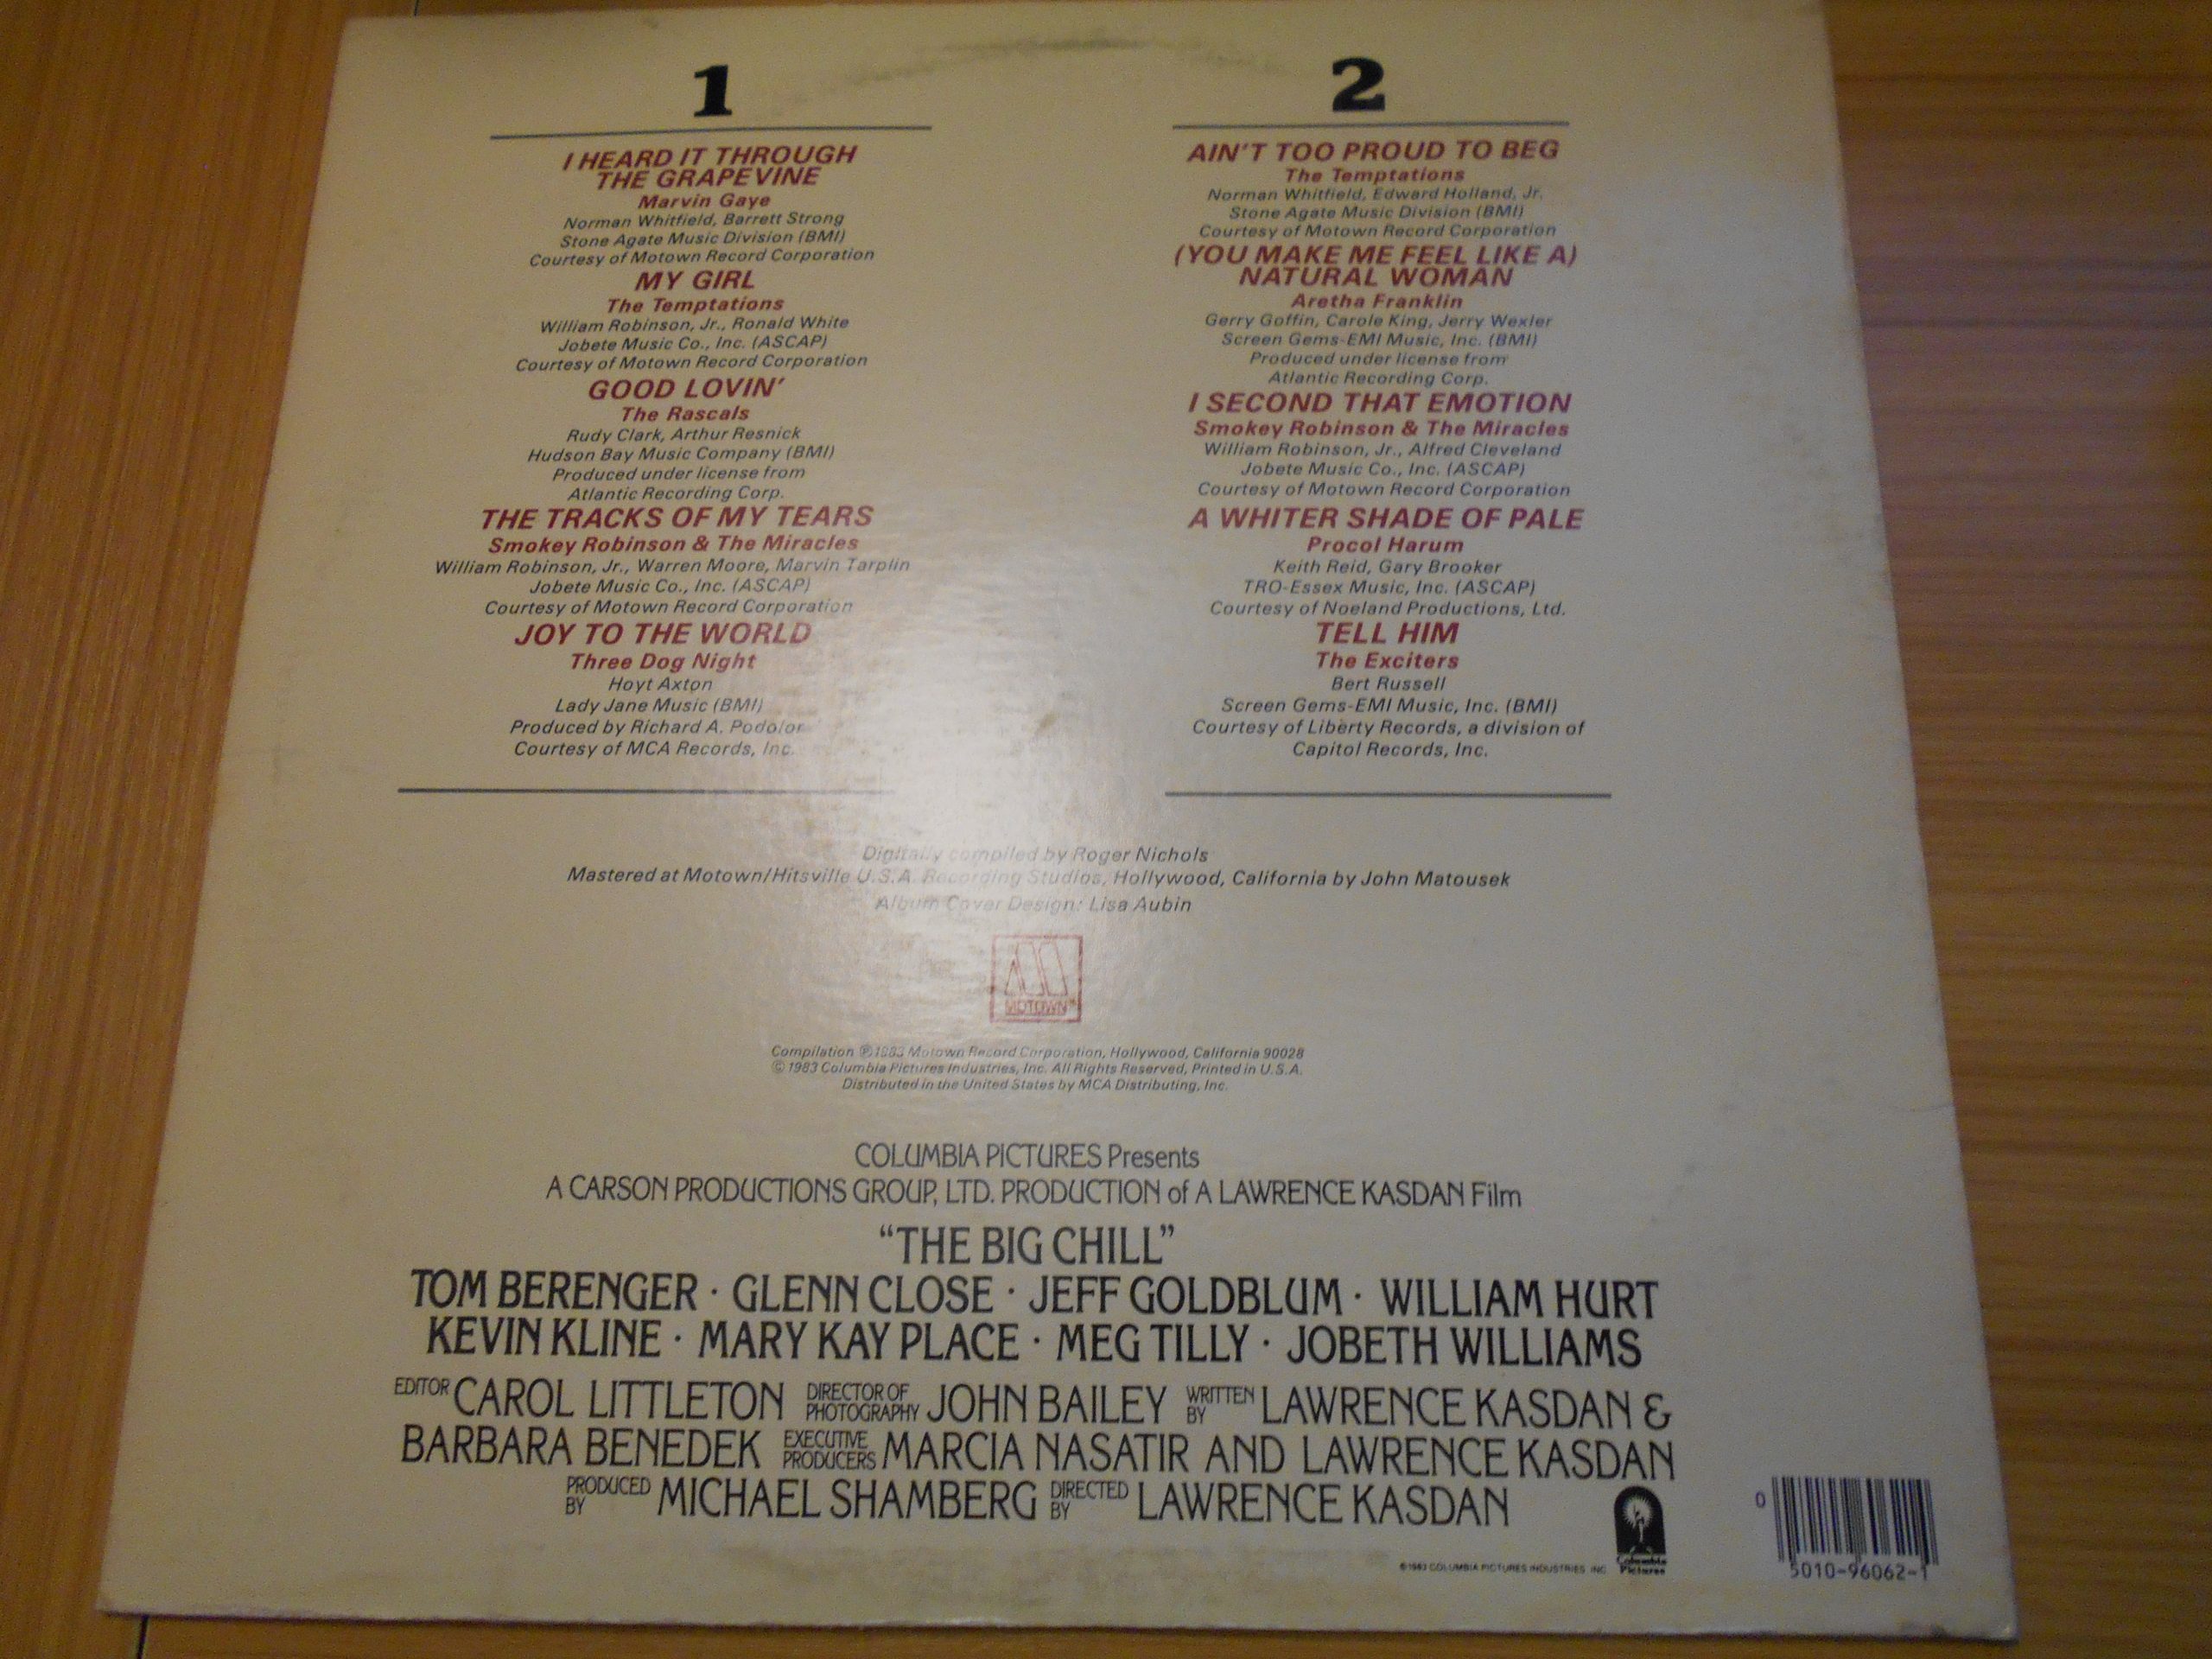 1
I HEARD IT THROUGH
THE GRAPEVINE
Marvin Gaye
Norman Whitfield, Barrett Strong
Stone Agate Music Division (BMI)
Courtesy of Motown Record Corporation
MY GIRL
The Temptations
William Robinson, Jr., Ronald White
Jobete Music Co., Inc. (ASCAP)
Courtesy of Motown Record Corporation
GOOD LOVIN'
The Rascals
Rudy Clark, Arthur Resnick
Hudson Bay Music Company (BMI)
Produced under license from
Atlantic Recording Corp.
THE TRACKS OF MY TEARS
Smokey Robinson & The Miracles
William Robinson, Jr., Warren Moore, Marvin Tarplin
Jobete Music Co., Inc. (ASCAP)
Courtesy of Motown Record Corporation
JOY TO THE WORLD
Three Dog Night
Hoyt Axton
Lady Jane Music (BMI)
Produced by Richard A. Podolor
Courtesy of MCA Records, Inc.
2
AIN'T TOO PROUD TO BEG
The Temptations
Norman Whitfield, Edward Holland, Jr.
Stone Agate Music Division (BMI)
Courtesy of Motown Record Corporation
(YOU MAKE ME FEEL LIKE A)
NATURAL WOMAN
Aretha Franklin
Gerry Goffin, Carole King, Jerry Wexler
Screen Gems-EMI Music, Inc. (BMI)
Produced under license from
Atlantic Recording Corp.
I SECOND THAT EMOTION
Smokey Robinson & The Miracles
William Robinson, Jr., Alfred Cleveland
Jobete Music Co., Inc. (ASCAP)
Courtesy of Motown Record Corporation
A WHITER SHADE OF PALE
Procol Harum
Keith Reid, Gary Brooker
TRO-Essex Music, Inc. (ASCAP)
Courtesy of Noeland Productions, Ltd.
TELL HIM
The Exciters
Bert Russell
Screen Gems-EMI Music, Inc. (BMI)
Courtesy of Liberty Records, a division of
Capitol Records, Inc.
Digitally compiled by Roger Nichols
Mastered at Motown/Hitsville U.S.A. Recording Studios, Hollywood, California by John Matousek
Album Cover Design: Lisa Aubin
MOTOWN®
Compilation ℗ 1983 Motown Record Corporation, Hollywood, California 90028
© 1983 Columbia Pictures Industries, Inc. All Rights Reserved, Printed in U.S.A.
Distributed in the United States by MCA Distributing, Inc.
COLUMBIA PICTURES Presents
A CARSON PRODUCTIONS GROUP, LTD. PRODUCTION of A LAWRENCE KASDAN Film
“THE BIG CHILL”
TOM BERENGER · GLENN CLOSE · JEFF GOLDBLUM · WILLIAM HURT
KEVIN KLINE · MARY KAY PLACE · MEG TILLY · JOBETH WILLIAMS
EDITOR CAROL LITTLETON DIRECTOR OF PHOTOGRAPHY JOHN BAILEY WRITTEN BY LAWRENCE KASDAN &
BARBARA BENEDEK EXECUTIVE PRODUCERS MARCIA NASATIR AND LAWRENCE KASDAN
PRODUCED BY MICHAEL SHAMBERG DIRECTED BY LAWRENCE KASDAN
Columbia
Pictures
© 1983 COLUMBIA PICTURES INDUSTRIES, INC.
0
5010-96062-1